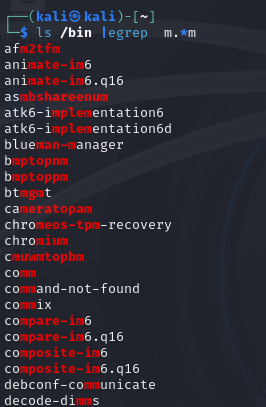 ┌──(kali㉿kali)-[~]
└─$ ls /bin |egrep  m.*m
afm2tfm
animate-im6
animate-im6.q16
asmbshareenum
atk6-implementation6
atk6-implementation6d
blueman-manager
bmptopnm
bmptoppm
btmgmt
cameratopam
chromeos-tpm-recovery
chromium
cmuwmtopbm
comm
command-not-found
commix
compare-im6
compare-im6.q16
composite-im6
composite-im6.q16
debconf-communicate
decode-dimms